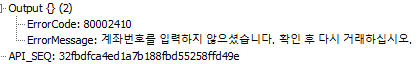 Output {} (2)
ErrorCode: 80002410
ErrorMessage: 계좌번호를 입력하지 않으셨습니다. 확인 후 다시 거래하십시오.
API_SEQ: 32fbdfca4ed1a7b188fbd55258ffd49e